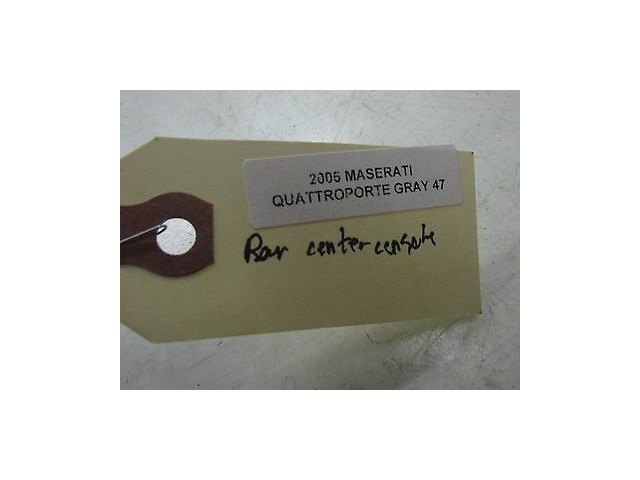 2005 MASERATI
QUATTROPORTE GRAY 47
Rear center console